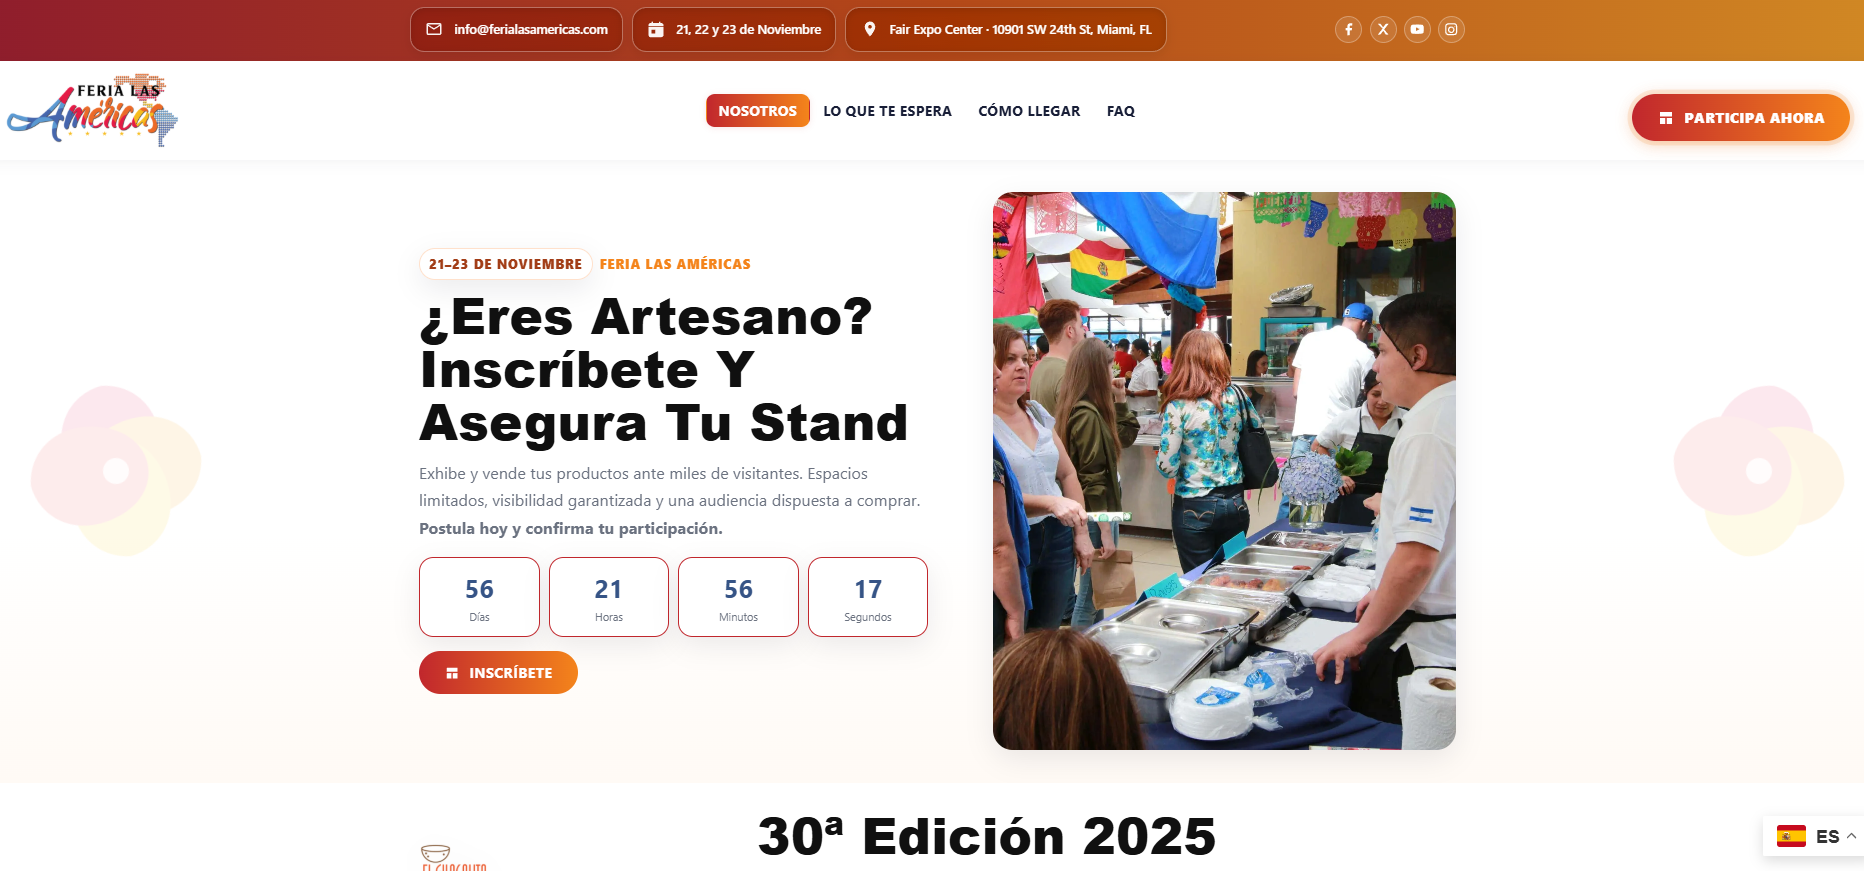 info@ferialasamericas.com
21, 22 y 23 de Noviembre
Fair Expo Center · 10901 SW 24th St, Miami, FL
FERIA LAS
Américas
NOSOTROS
LO QUE TE ESPERA
CÓMO LLEGAR
FAQ
PARTICIPA AHORA
21–23 DE NOVIEMBRE
FERIA LAS AMÉRICAS
¿Eres Artesano?
Inscríbete Y
Asegura Tu Stand
Exhibe y vende tus productos ante miles de visitantes. Espacios
limitados, visibilidad garantizada y una audiencia dispuesta a comprar.
Postula hoy y confirma tu participación.
56
Días
21
Horas
56
Minutos
17
Segundos
INSCRÍBETE
30ª Edición 2025
ES